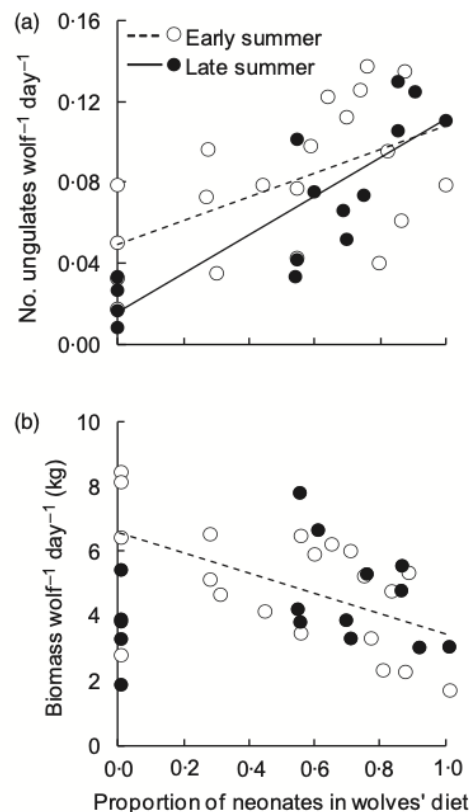 (a)
0·16
Early summer
Late summer
0·12
0·08
0·04
0·00
No. ungulates wolf⁻¹ day⁻¹
(b)
10
8
6
4
2
0
Biomass wolf⁻¹ day⁻¹ (kg)
0·0 0·2 0·4 0·6 0·8 1·0
Proportion of neonates in wolves' diet